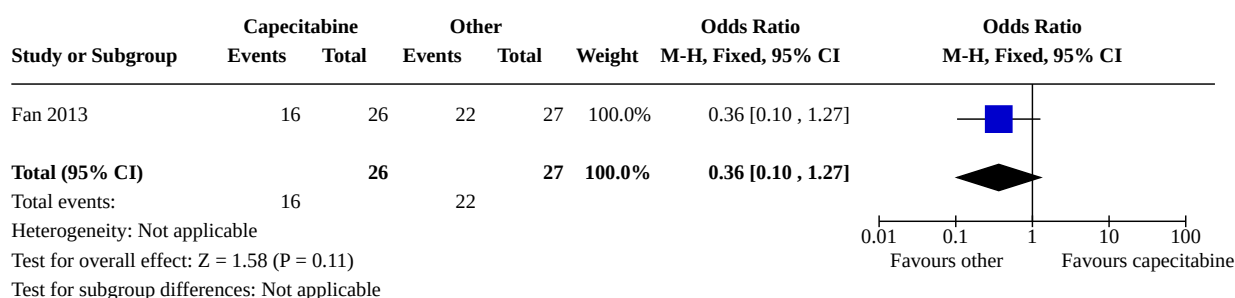 Capecitabine Other Odds Ratio Odds Ratio
Study or Subgroup Events Total Events Total Weight M-H, Fixed, 95% CI M-H, Fixed, 95% CI
Fan 2013 16 26 22 27 100.0% 0.36 [0.10 , 1.27]
Total (95% CI) 26 27 100.0% 0.36 [0.10 , 1.27]
Total events: 16 22
Heterogeneity: Not applicable
0.01 0.1 1 10 100
Test for overall effect: Z = 1.58 (P = 0.11) Favours other Favours capecitabine
Test for subgroup differences: Not applicable